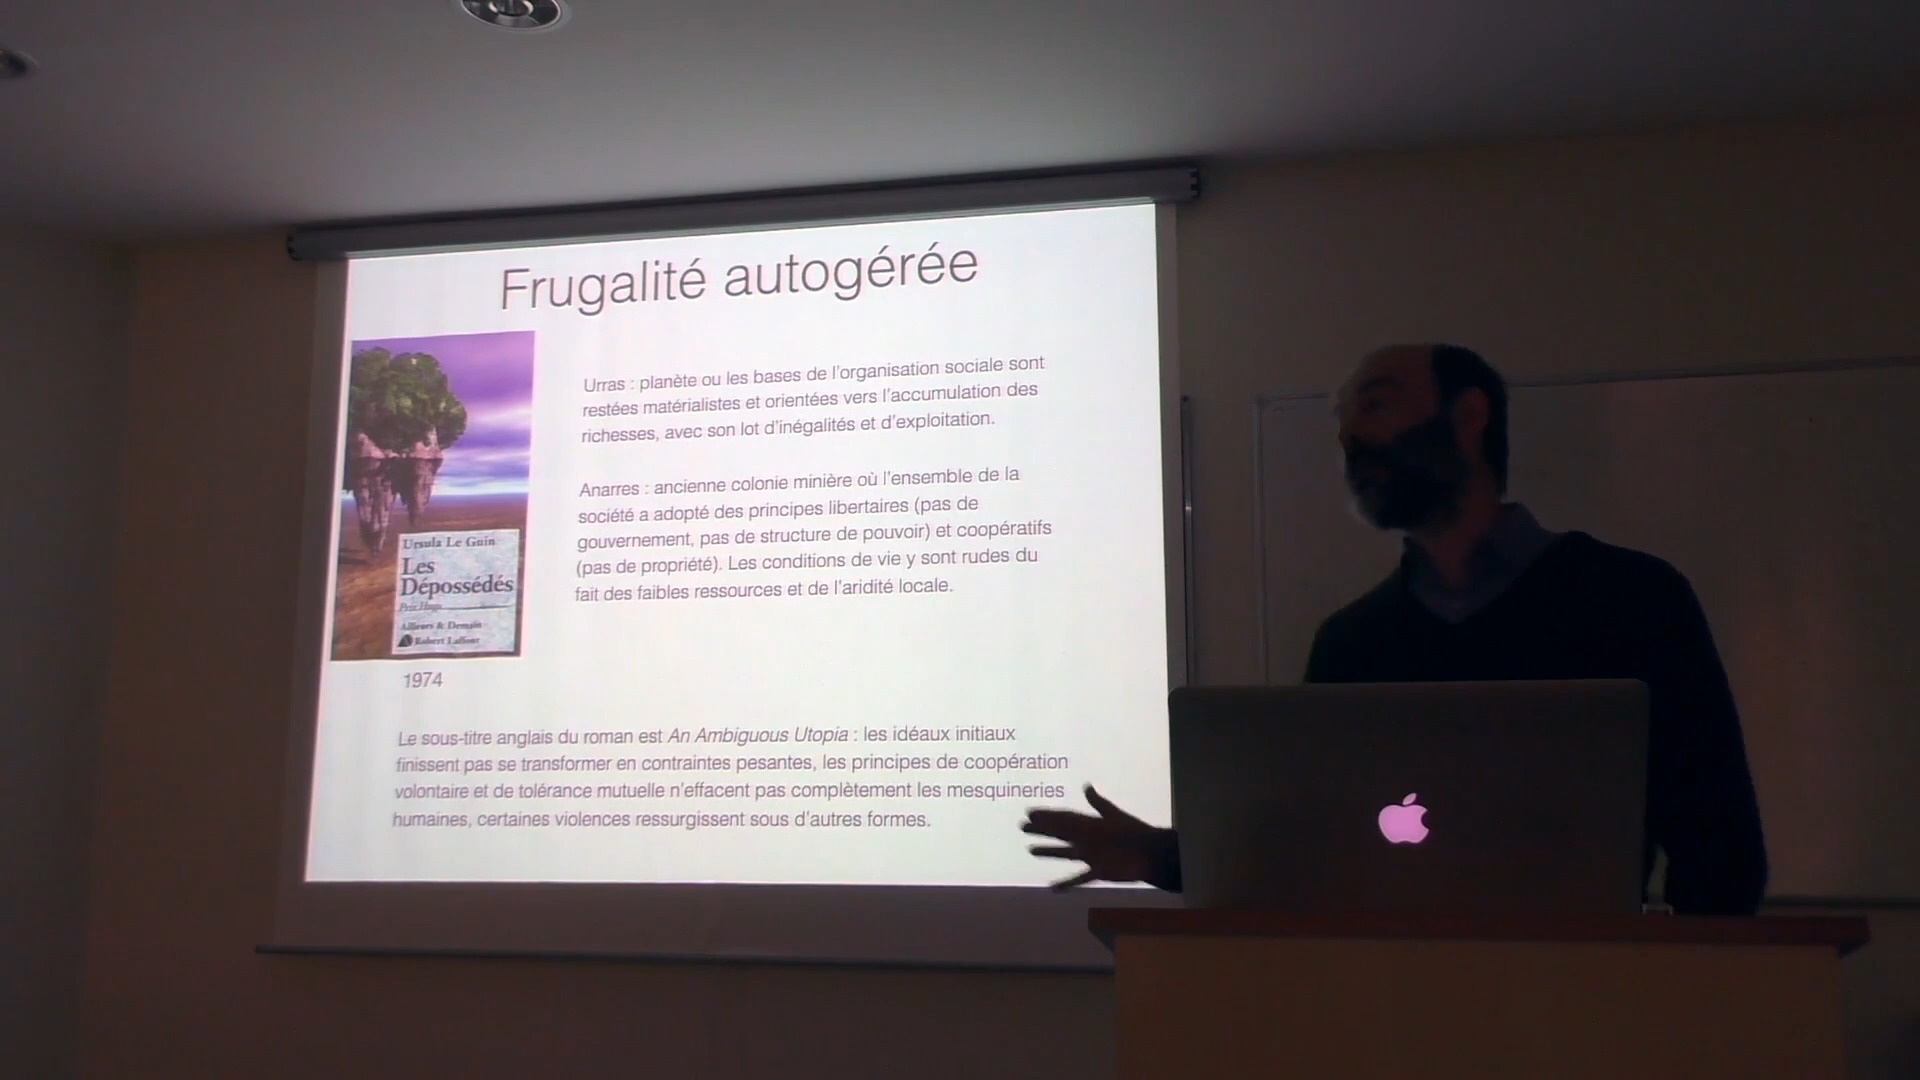 Frugalité autogérée
Urras : planète ou les bases de l'organisation sociale sont
restées matérialistes et orientées vers l'accumulation des
richesses, avec son lot d'inégalités et d'exploitation.
Anarres : ancienne colonie minière où l'ensemble de la
société a adopté des principes libertaires (pas de
gouvernement, pas de structure de pouvoir) et coopératifs
(pas de propriété). Les conditions de vie y sont rudes du
fait des faibles ressources et de l'aridité locale.
Ursula Le Guin
Les
Dépossédés
Prix Hugo
Ailleurs & Demain
Robert Laffont
1974
Le sous-titre anglais du roman est An Ambiguous Utopia : les idéaux initiaux
finissent pas se transformer en contraintes pesantes, les principes de coopération
volontaire et de tolérance mutuelle n'effacent pas complètement les mesquineries
humaines, certaines violences ressurgissent sous d'autres formes.